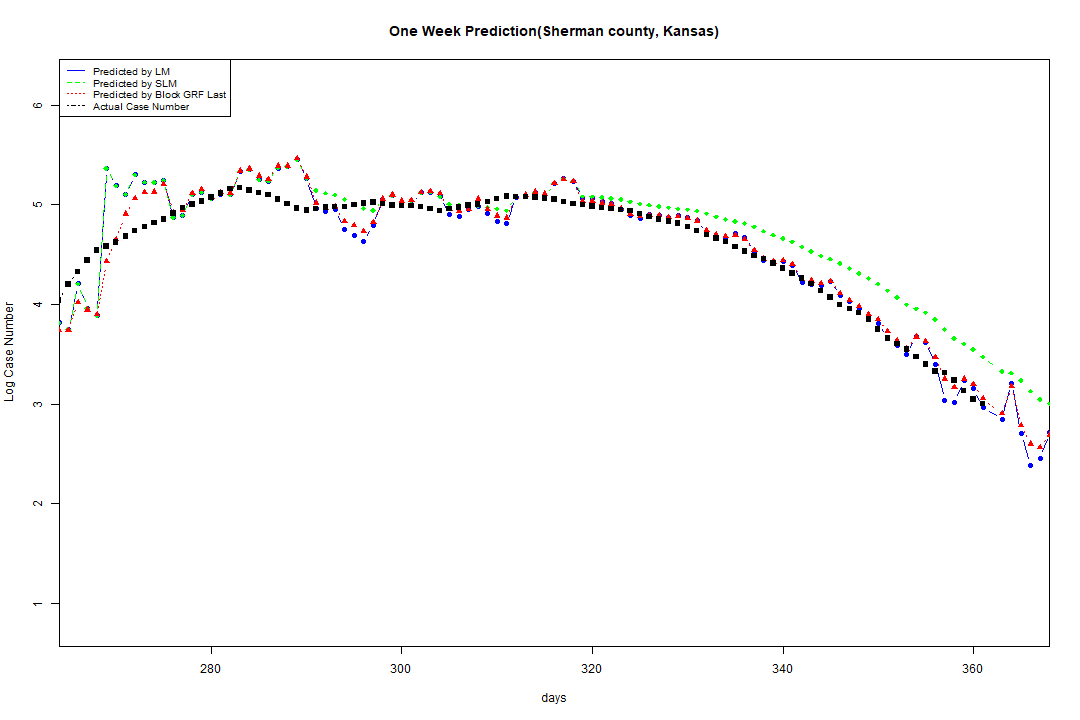 One Week Prediction(Sherman county, Kansas)
Predicted by LM
Predicted by SLM
Predicted by Block GRF Last
Actual Case Number
6
5
4
3
2
1
Log Case Number
280 300 320 340 360
days